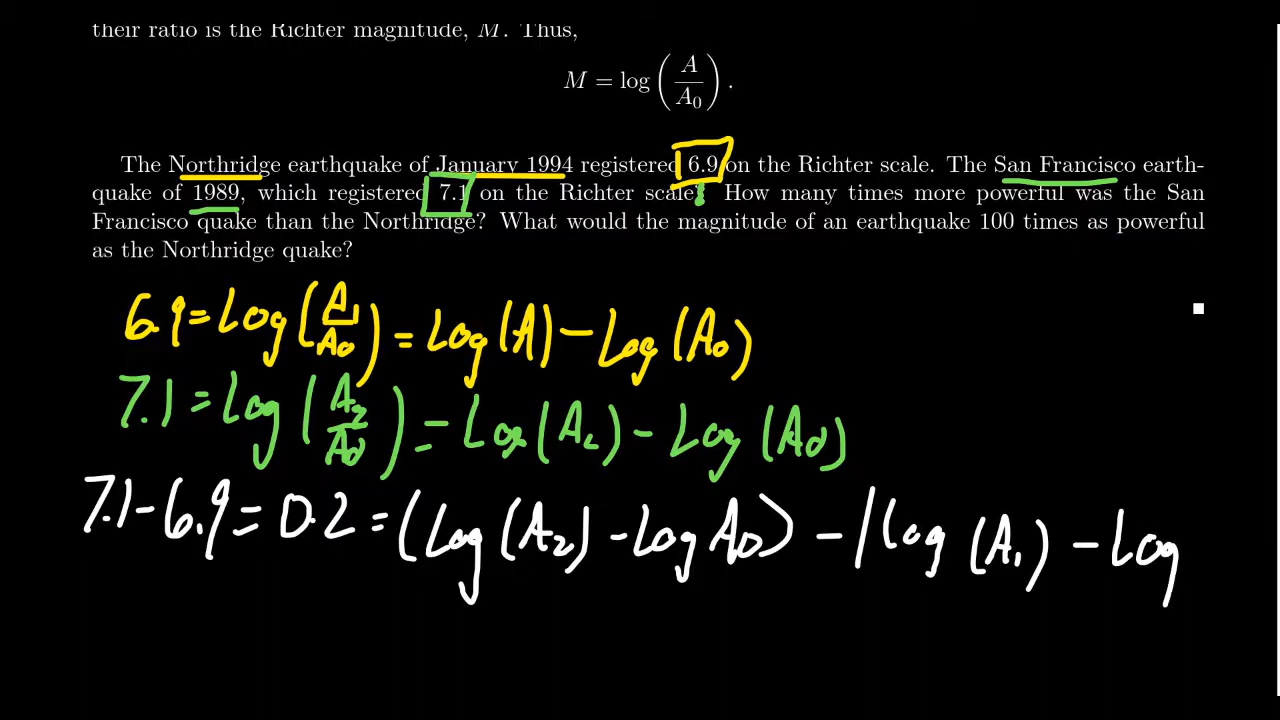 their ratio is the Richter magnitude, M. Thus,
M = log (A/A₀).
The Northridge earthquake of January 1994 registered 6.9 on the Richter scale. The San Francisco earth-
quake of 1989, which registered 7.1 on the Richter scale. How many times more powerful was the San
Francisco quake than the Northridge? What would the magnitude of an earthquake 100 times as powerful
as the Northridge quake?
6.9 = Log (A₁/A₀) = Log (A) - Log (A₀)
7.1 = Log (A₂/A₀) = Log (A₂) - Log (A₀)
7.1 - 6.9 = 0.2 = (Log (A₂) - Log A₀) - (Log (A₁) - Log